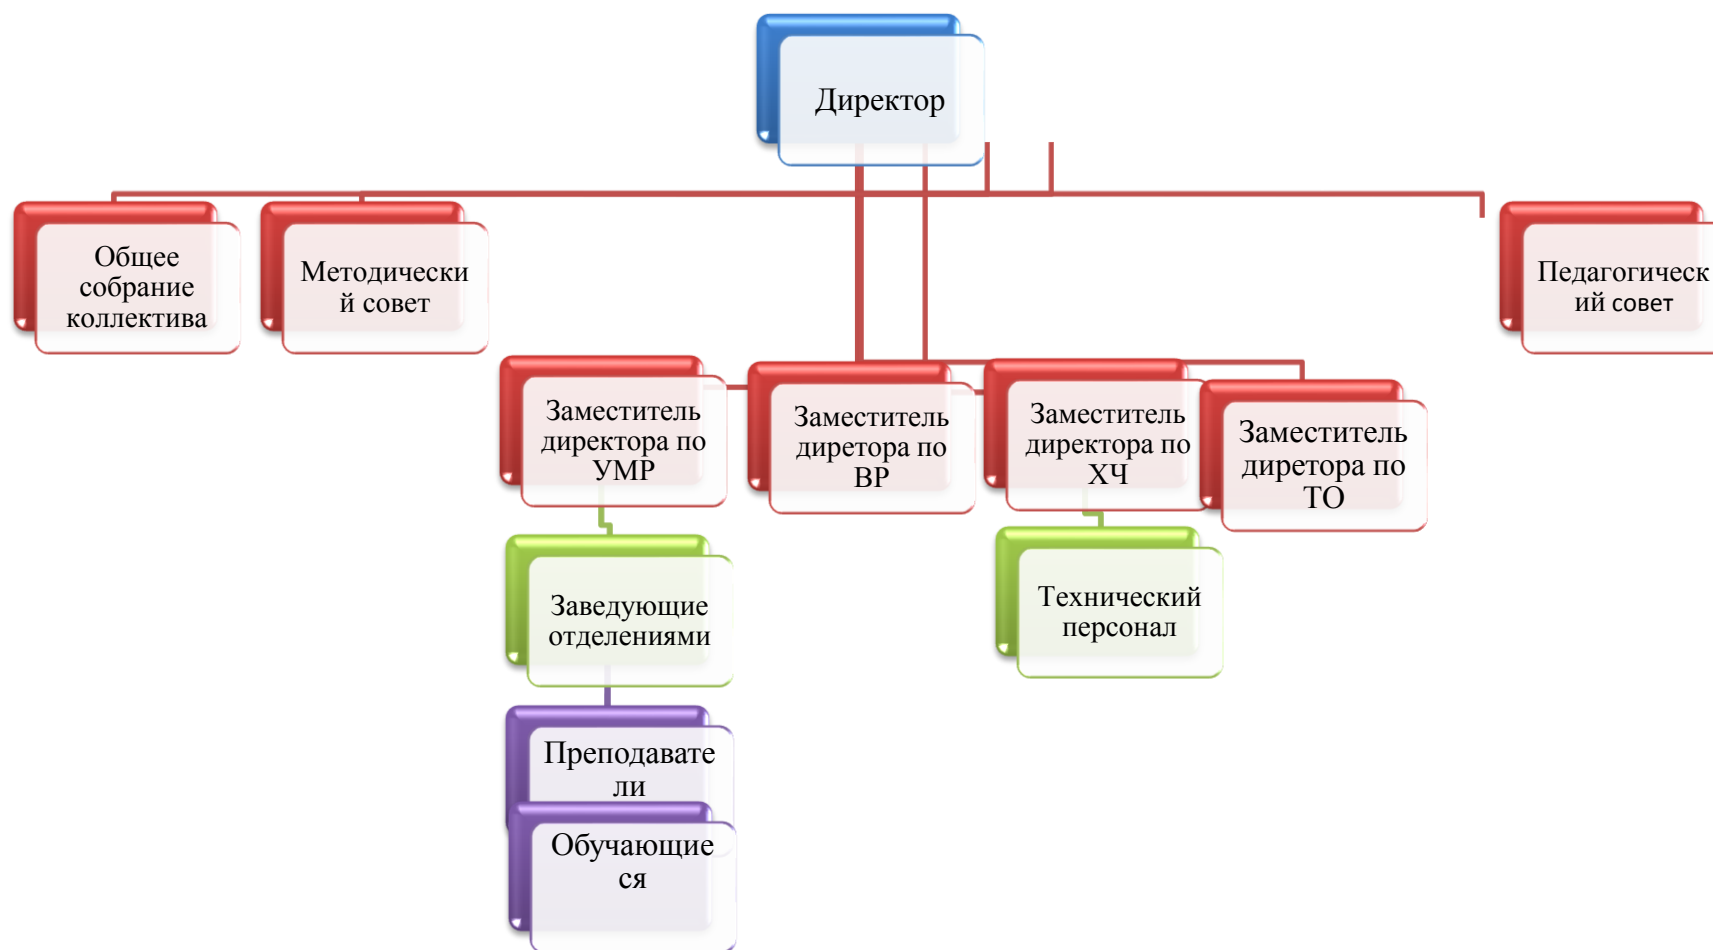 Директор
Общее
собрание
коллектива
Методически
й совет
Педагогическ
ий совет
Заместитель
директора по
УМР
Заместитель
диретора по
ВР
Заместитель
директора по
ХЧ
Заместитель
диретора по
ТО
Заведующие
отделениями
Технический
персонал
Преподавате
ли
Обучающие
ся